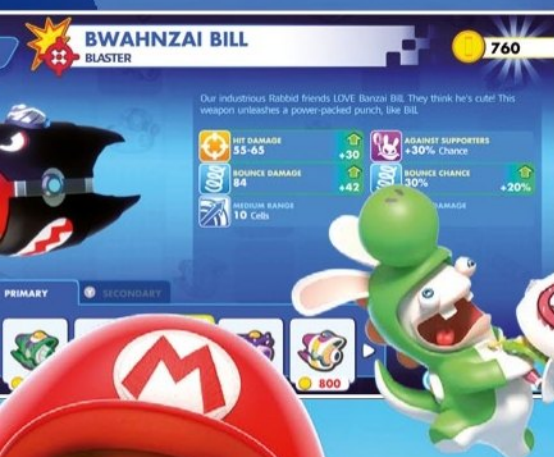 BWAHNZAI BILL
BLASTER
760
Our industrious Rabbid friends LOVE Banzai Bill. They think he's cute! This
weapon unleashes a power-packed punch, like Bill.
HIT DAMAGE
55-65
+30
AGAINST SUPPORTERS
+30% Chance
BOUNCE DAMAGE
84
+42
BOUNCE CHANCE
30%
+20%
MEDIUM RANGE
10 Cells
DAMAGE
PRIMARY
SECONDARY
800
M